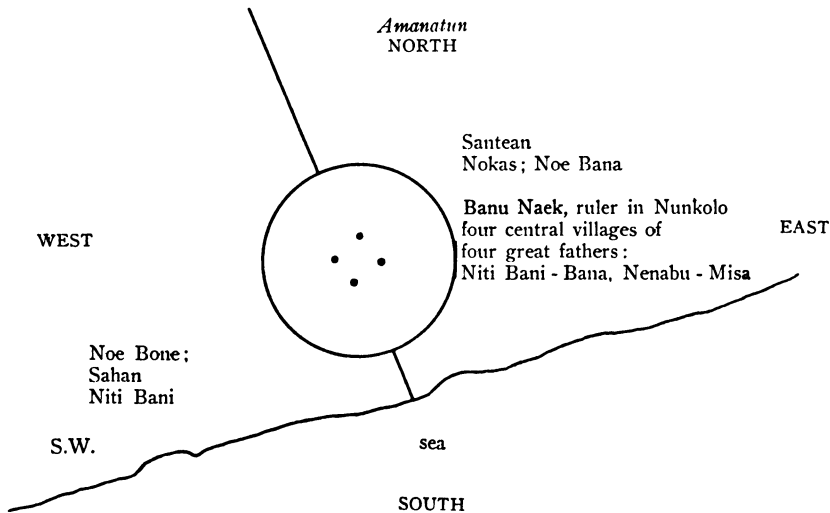 Amanatun
NORTH
Santean
Nokas; Noe Bana
Banu Naek, ruler in Nunkolo
four central villages of
four great fathers:
Niti Bani - Bana, Nenabu - Misa
WEST
EAST
Noe Bone;
Sahan
Niti Bani
S.W.
sea
SOUTH